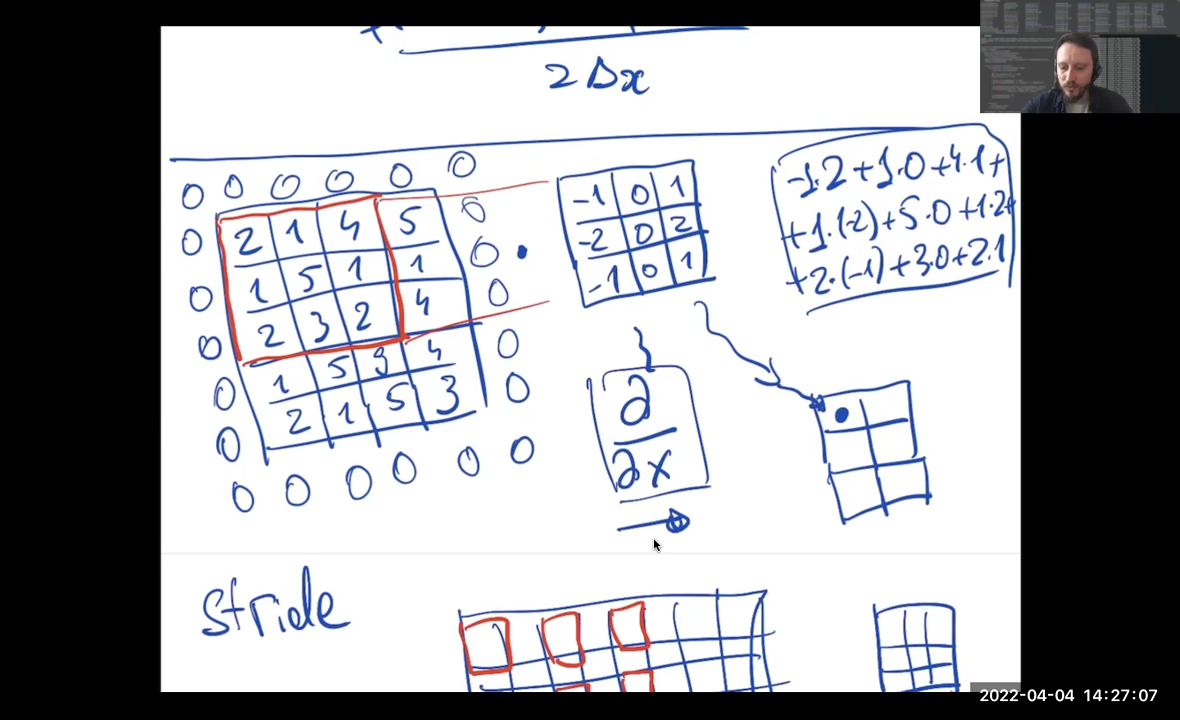 2 Δx
0 0 0 0 0 0
0 2 1 4 5 0
0 1 5 1 1 0
0 2 3 2 4 0
0 1 5 9 4 0
0 2 1 5 3 0
0 0 0 0 0 0
-1 0 1
-2 0 2
-1 0 1
-1·2+1·0+4·1+
+1·(-2)+5·0+1·2+
+2·(-1)+3·0+2·1
∂
∂x
stride
2022-04-04 14:27:07